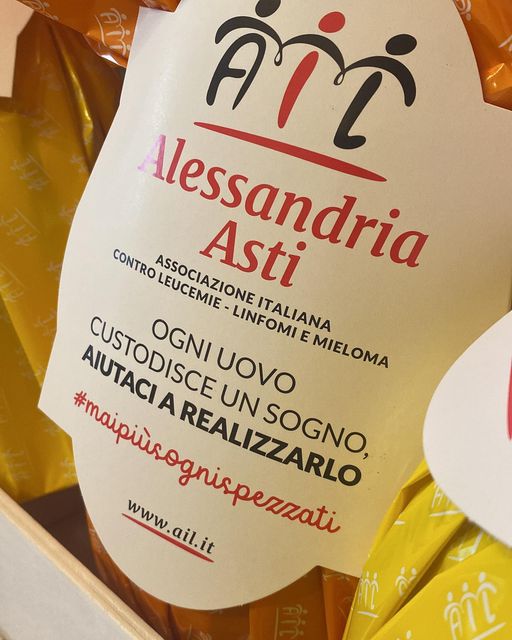 AIL
Alessandria
Asti
ASSOCIAZIONE ITALIANA
CONTRO LEUCEMIE - LINFOMI E MIELOMA
OGNI UOVO
CUSTODISCE UN SOGNO,
AIUTACI A REALIZZARLO
#maipiùsognispezzati
www.ail.it